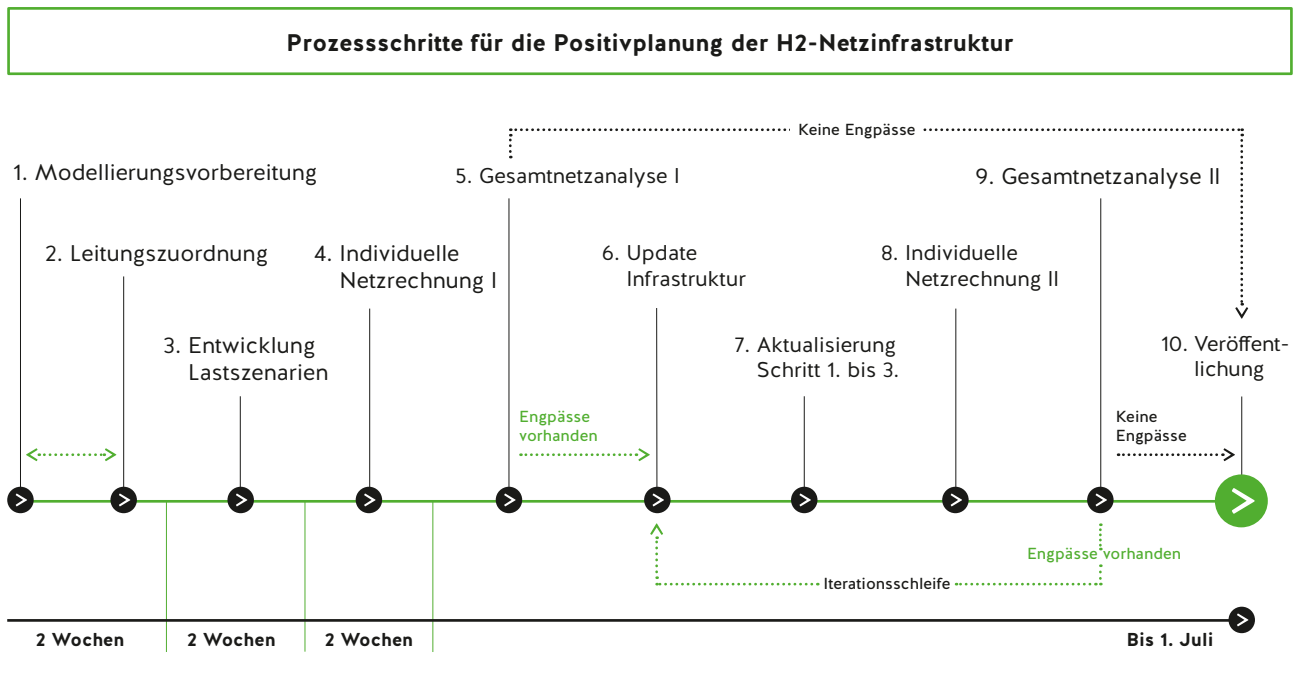 Prozessschritte für die Positivplanung der H2-Netzinfrastruktur
Keine Engpässe
1. Modellierungsvorbereitung
5. Gesamtnetzanalyse I
9. Gesamtnetzanalyse II
2. Leitungszuordnung
4. Individuelle
Netzrechnung I
6. Update
Infrastruktur
8. Individuelle
Netzrechnung II
3. Entwicklung
Lastszenarien
7. Aktualisierung
Schritt 1. bis 3.
10. Veröffent-
lichung
Engpässe
vorhanden
Keine
Engpässe
Engpässe vorhanden
Iterationsschleife
2 Wochen
2 Wochen
2 Wochen
Bis 1. Juli